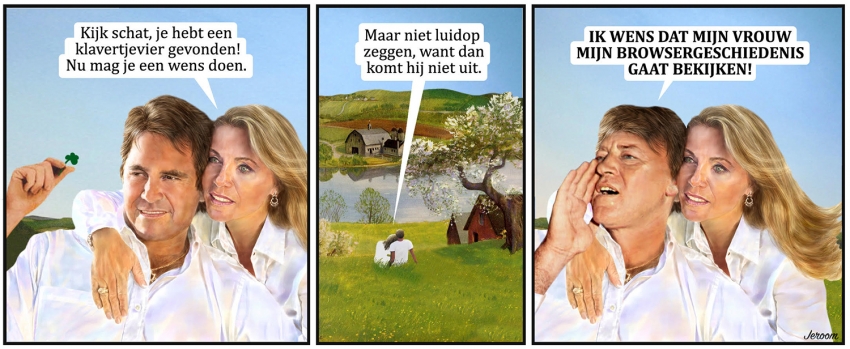 Kijk schat, je hebt een
klavertjevier gevonden!
Nu mag je een wens doen.
Maar niet luidop
zeggen, want dan
komt hij niet uit.
IK WENS DAT MIJN VROUW
MIJN BROWSERGESCHIEDENIS
GAAT BEKIJKEN!
Jeroom